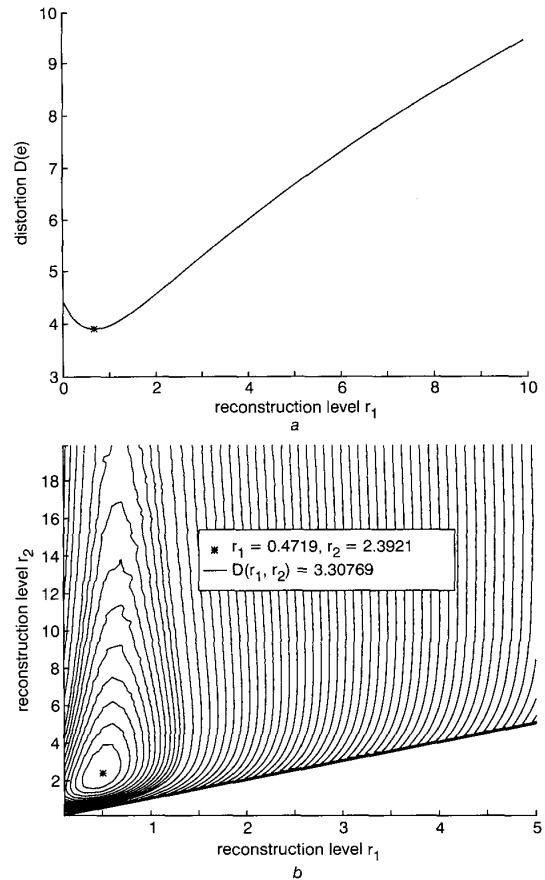 10
9
8
7
6
5
4
3
distortion D(e)
0 2 4 6 8 10
reconstruction level r1
a
18
16
14
12
10
8
6
4
2
reconstruction level r2
* r1 = 0.4719, r2 = 2.3921
— D(r1, r2) = 3.30769
1 2 3 4 5
reconstruction level r1
b